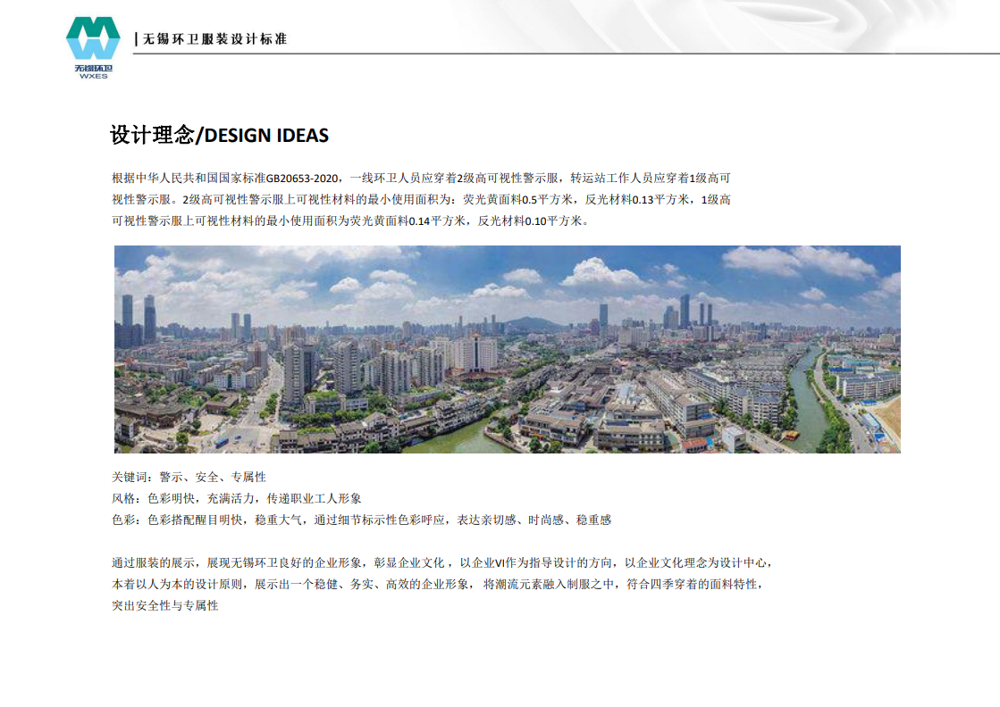 无锡环卫
WXES
无锡环卫服装设计标准
设计理念/DESIGN IDEAS
根据中华人民共和国国家标准GB20653-2020，一线环卫人员应穿着2级高可视性警示服，转运站工作人员应穿着1级高可
视性警示服。2级高可视性警示服上可视性材料的最小使用面积为：荧光黄面料0.5平方米，反光材料0.13平方米，1级高
可视性警示服上可视性材料的最小使用面积为荧光黄面料0.14平方米，反光材料0.10平方米。
关键词：警示、安全、专属性
风格：色彩明快，充满活力，传递职业工人形象
色彩：色彩搭配醒目明快，稳重大气，通过细节标示性色彩呼应，表达亲切感、时尚感、稳重感
通过服装的展示，展现无锡环卫良好的企业形象，彰显企业文化 ，以企业VI作为指导设计的方向，以企业文化理念为设计中心，
本着以人为本的设计原则，展示出一个稳健、务实、高效的企业形象， 将潮流元素融入制服之中，符合四季穿着的面料特性，
突出安全性与专属性